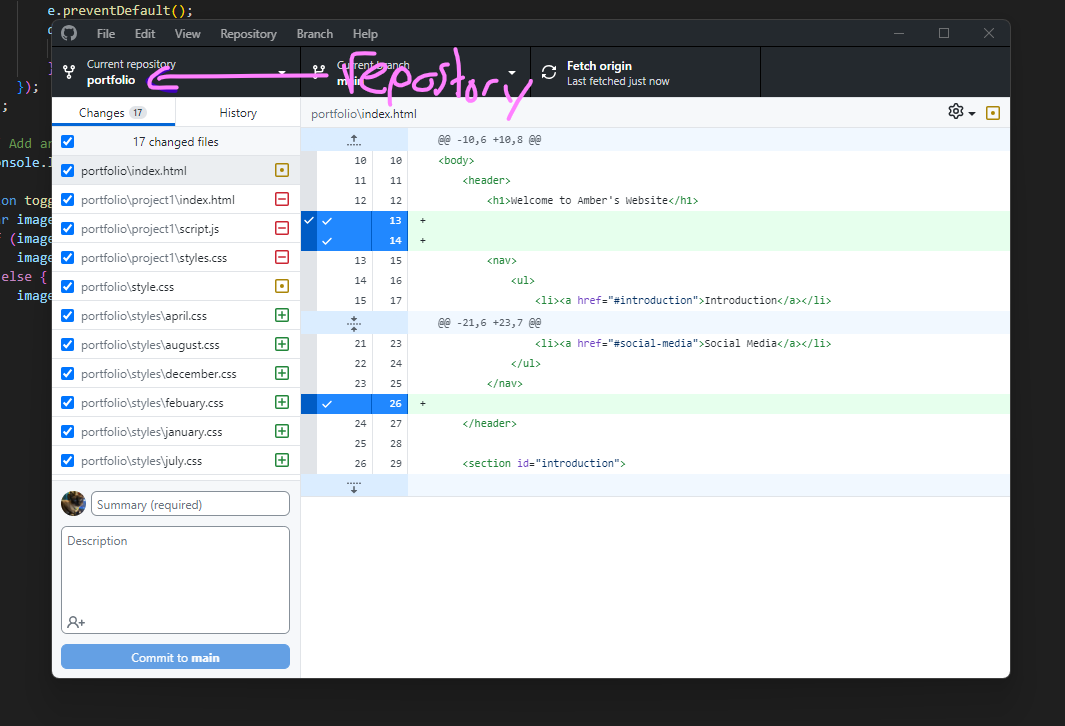 e.preventDefault();
});
;
Add an
onsole.l
on togg
r image
f (image
image
else {
image
File Edit View Repository Branch Help
Current repository
portfolio
Current branch
main
Fetch origin
Last fetched just now
repostory
Changes 17 History
17 changed files
portfolio\index.html
portfolio\project1\index.html
portfolio\project1\script.js
portfolio\project1\styles.css
portfolio\style.css
portfolio\styles\april.css
portfolio\styles\august.css
portfolio\styles\december.css
portfolio\styles\febuary.css
portfolio\styles\january.css
portfolio\styles\july.css
Summary (required)
Description
Commit to main
portfolio\index.html
@@ -10,6 +10,8 @@
10 10 <body>
11 11 <header>
12 12 <h1>Welcome to Amber's Website</h1>
13 +
14 +
13 15 <nav>
14 16 <ul>
15 17 <li><a href="#introduction">Introduction</a></li>
@@ -21,6 +23,7 @@
21 23 <li><a href="#social-media">Social Media</a></li>
22 24 </ul>
23 25 </nav>
26 +
24 27 </header>
25 28
26 29 <section id="introduction">